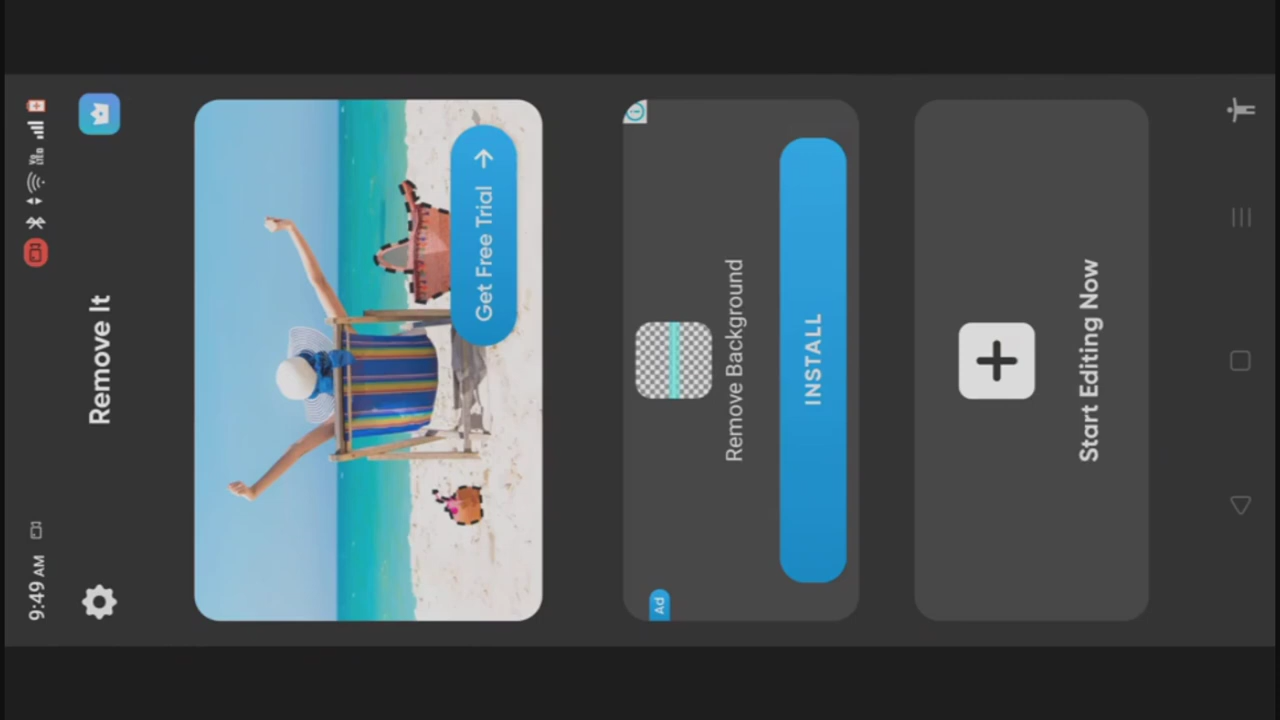 9:49 AM
Remove It
Get Free Trial
Ad
Remove Background
INSTALL
Start Editing Now